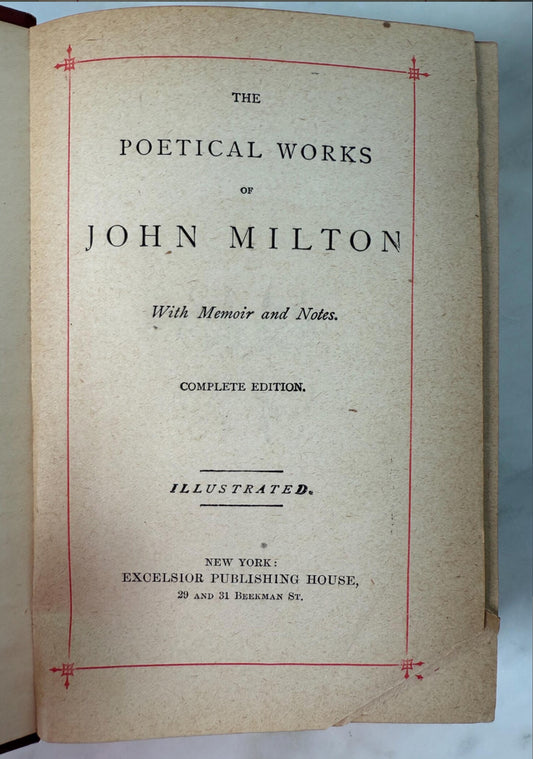 THE
POETICAL WORKS
OF
JOHN MILTON
With Memoir and Notes.
COMPLETE EDITION.
ILLUSTRATED.
NEW YORK:
EXCELSIOR PUBLISHING HOUSE,
29 AND 31 BEEKMAN ST.